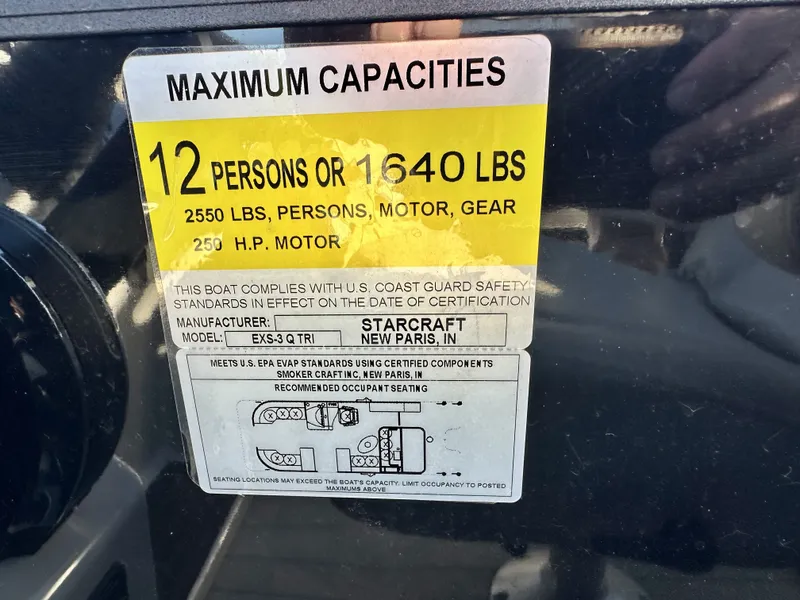 MAXIMUM CAPACITIES
12 PERSONS OR 1640 LBS
2550 LBS, PERSONS, MOTOR, GEAR
250 H.P. MOTOR
THIS BOAT COMPLIES WITH U.S. COAST GUARD SAFETY
STANDARDS IN EFFECT ON THE DATE OF CERTIFICATION
MANUFACTURER: STARCRAFT
MODEL: EXS-3 Q TRI NEW PARIS, IN
MEETS U.S. EPA EVAP STANDARDS USING CERTIFIED COMPONENTS
SMOKER CRAFT INC, NEW PARIS, IN
RECOMMENDED OCCUPANT SEATING
SEATING LOCATIONS MAY EXCEED THE BOAT'S CAPACITY. LIMIT OCCUPANCY TO POSTED
MAXIMUMS ABOVE